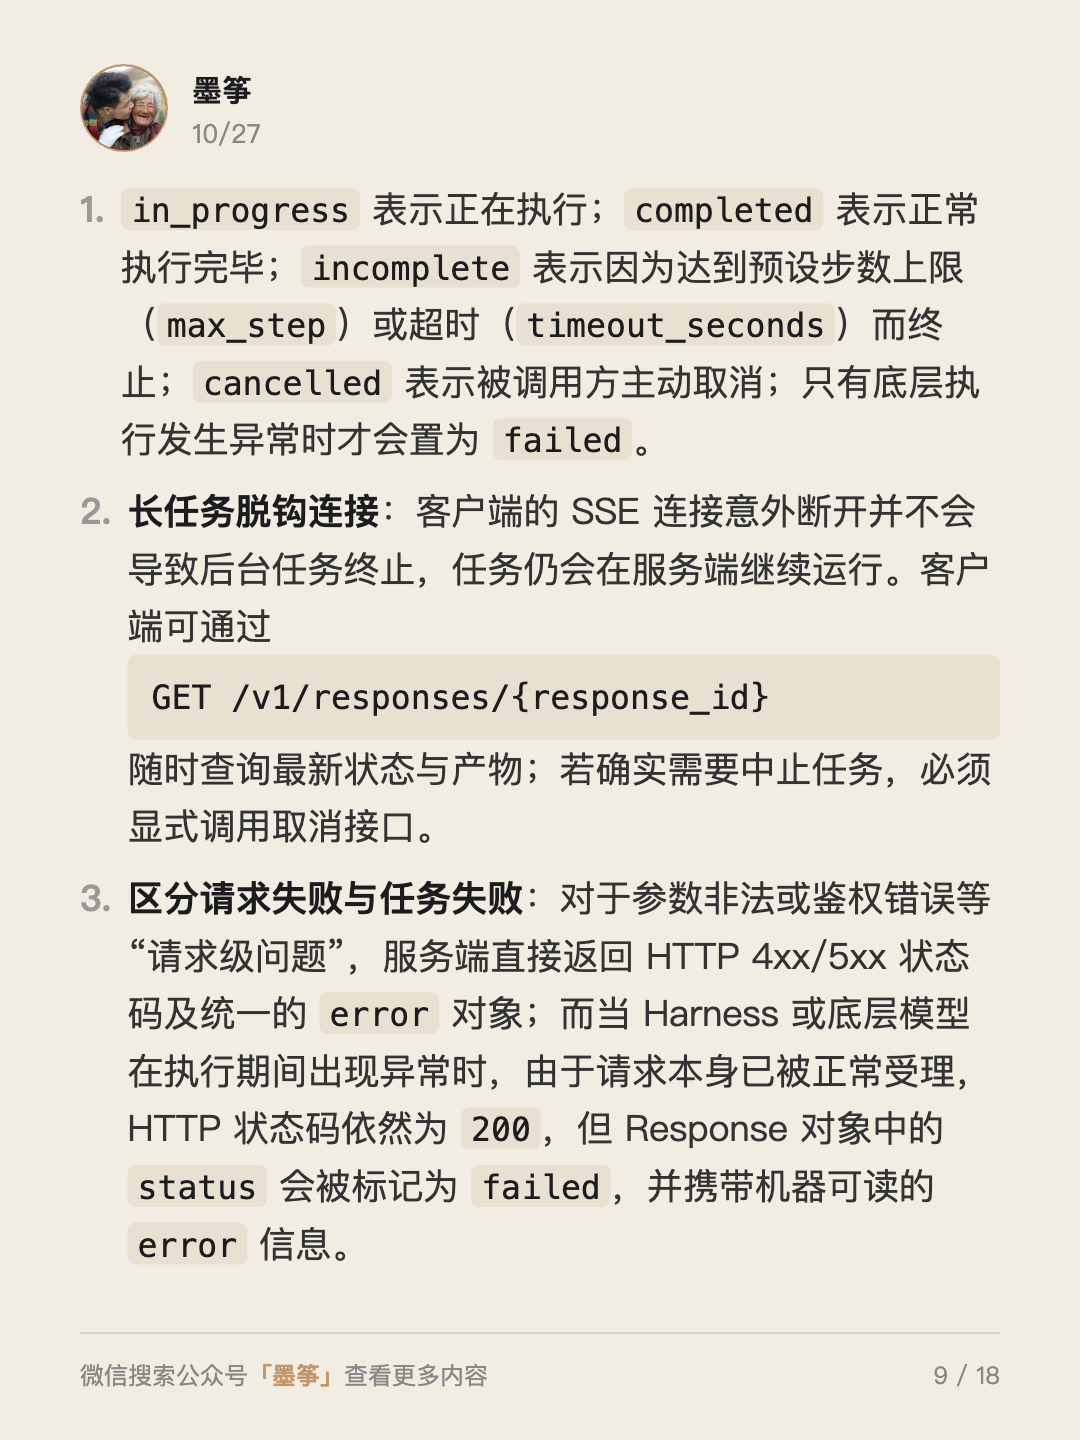 墨筝
10/27
1. in_progress 表示正在执行；completed 表示正常
执行完毕；incomplete 表示因为达到预设步数上限
（max_step）或超时（timeout_seconds）而终
止；cancelled 表示被调用方主动取消；只有底层执
行发生异常时才会置为 failed。
2. 长任务脱钩连接：客户端的 SSE 连接意外断开并不会
导致后台任务终止，任务仍会在服务端继续运行。客户
端可通过
GET /v1/responses/{response_id}
随时查询最新状态与产物；若确实需要中止任务，必须
显式调用取消接口。
3. 区分请求失败与任务失败：对于参数非法或鉴权错误等
“请求级问题”，服务端直接返回 HTTP 4xx/5xx 状态
码及统一的 error 对象；而当 Harness 或底层模型
在执行期间出现异常时，由于请求本身已被正常受理，
HTTP 状态码依然为 200，但 Response 对象中的
status 会被标记为 failed，并携带机器可读的
error 信息。
微信搜索公众号「墨筝」查看更多内容
9 / 18